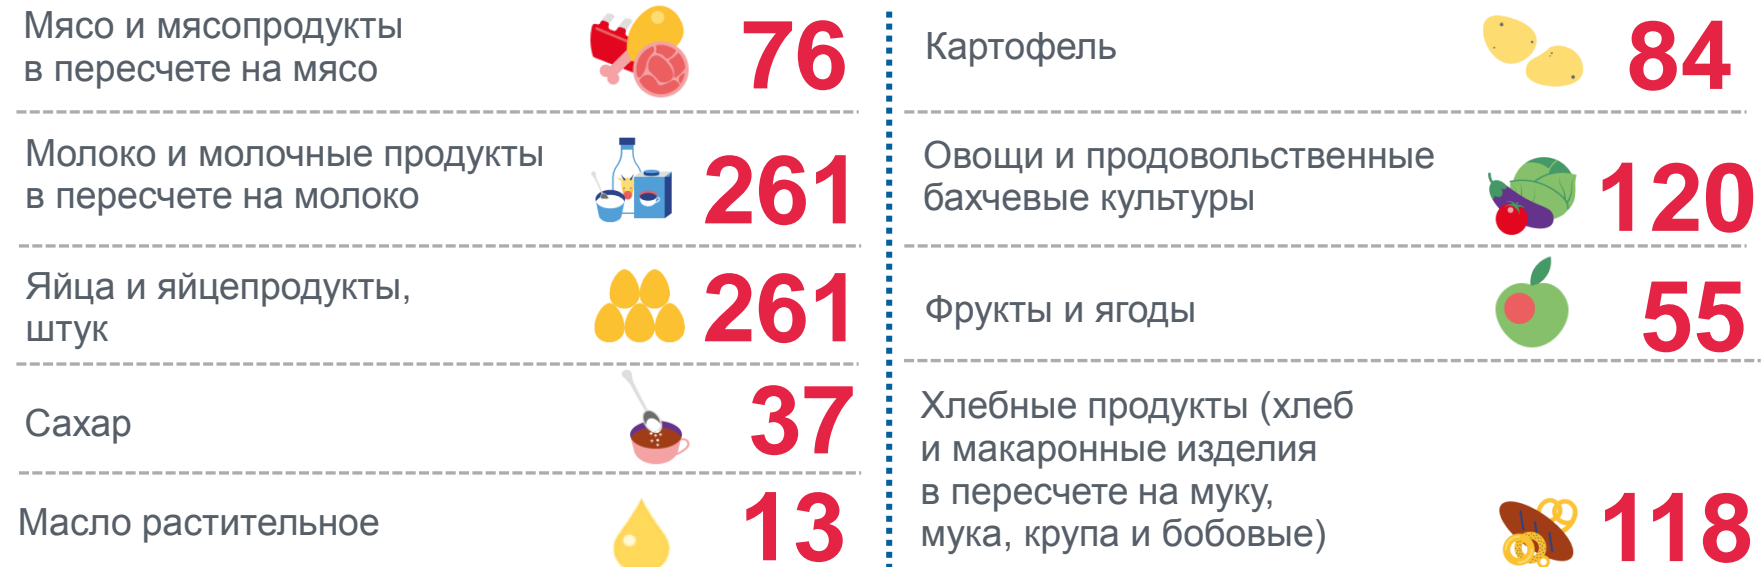 Мясо и мясопродукты
в пересчете на мясо
76
Молоко и молочные продукты
в пересчете на молоко
261
Яйца и яйцепродукты,
штук
261
Сахар
37
Масло растительное
13
Картофель
84
Овощи и продовольственные
бахчевые культуры
120
Фрукты и ягоды
55
Хлебные продукты (хлеб
и макаронные изделия
в пересчете на муку,
мука, крупа и бобовые)
118